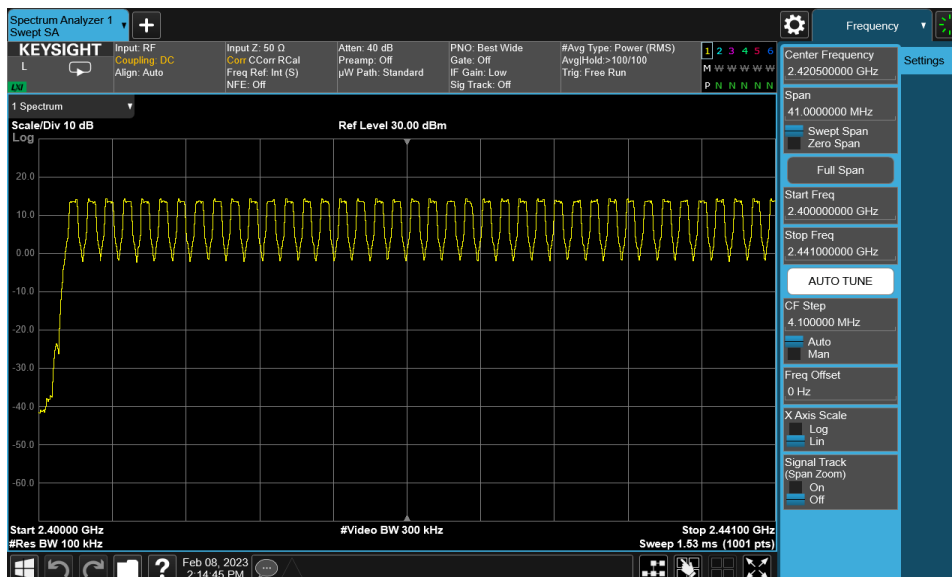 Spectrum Analyzer 1
Swept SA
+
Frequency
KEYSIGHT
L
LXI
Input: RF
Coupling: DC
Align: Auto
Input Z: 50 Ω
Corr CCorr RCal
Freq Ref: Int (S)
NFE: Off
Atten: 40 dB
Preamp: Off
µW Path: Standard
PNO: Best Wide
Gate: Off
IF Gain: Low
Sig Track: Off
#Avg Type: Power (RMS)
Avg|Hold:>100/100
Trig: Free Run
1 2 3 4 5 6
M W W W W W
P N N N N N
Settings
Center Frequency
2.420500000 GHz
Span
41.0000000 MHz
Swept Span
Zero Span
Full Span
Start Freq
2.400000000 GHz
Stop Freq
2.441000000 GHz
AUTO TUNE
CF Step
4.100000 MHz
Auto
Man
Freq Offset
0 Hz
X Axis Scale
Log
Lin
Signal Track
(Span Zoom)
On
Off
1 Spectrum
Scale/Div 10 dB
Ref Level 30.00 dBm
Log
20.0
10.0
0.00
-10.0
-20.0
-30.0
-40.0
-50.0
-60.0
Start 2.40000 GHz
#Video BW 300 kHz
Stop 2.44100 GHz
#Res BW 100 kHz
Sweep 1.53 ms (1001 pts)
?
Feb 08, 2023
2:14:45 PM